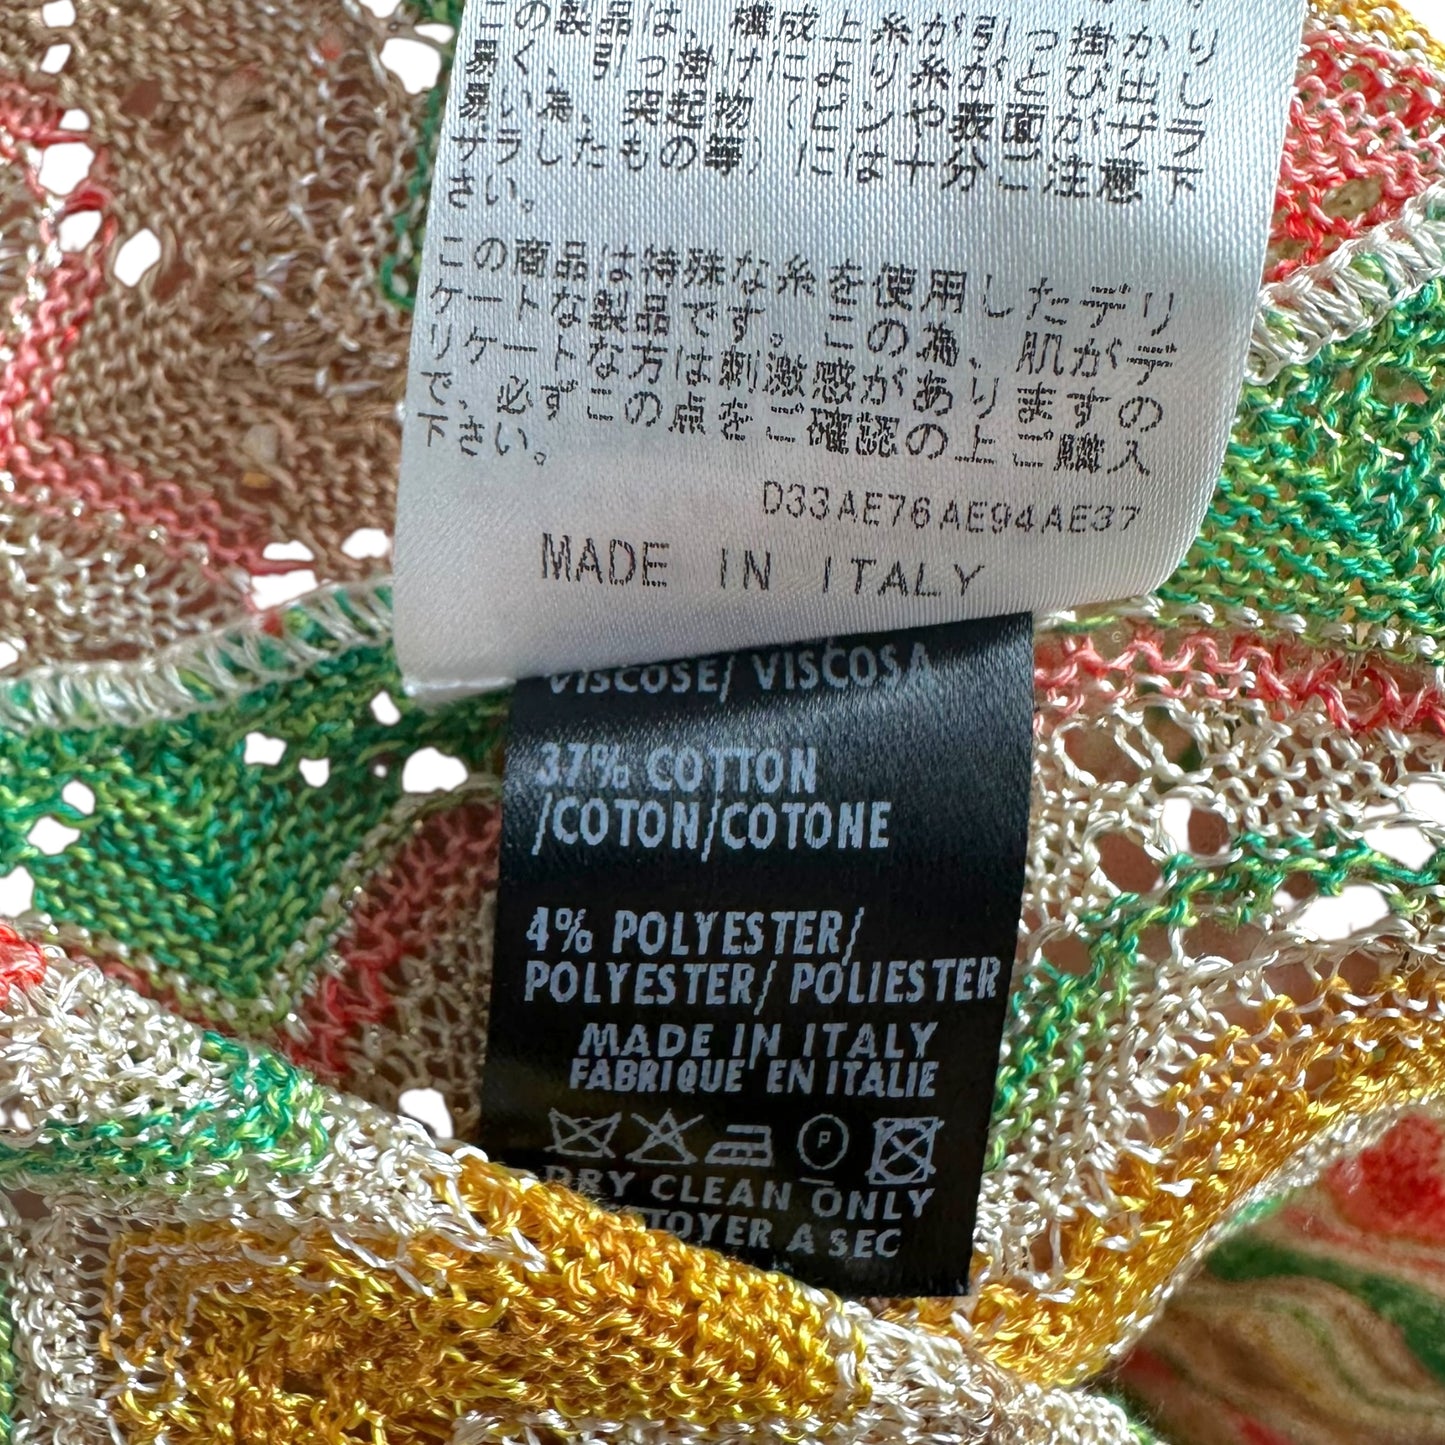 この製品は、構成上糸が引っ掛かり
易く、引っ掛けにより糸がとび出し
易い為、突起物(ピンや表面がザラ
ザラしたもの等)には十分ご注意下
さい。
この商品は特殊な糸を使用したデリ
ケートな製品です。この為、肌がデ
リケートな方は刺激感がありますの
で、必ずこの点をご確認の上ご購入
下さい。
D33AE76AE94AE37
MADE IN ITALY
VISCOSE/ VISCOSA
37% COTTON
/COTON/COTONE
4% POLYESTER/
POLYESTER/ POLIESTER
MADE IN ITALY
FABRIQUE EN ITALIE
P
DRY CLEAN ONLY
A SEC